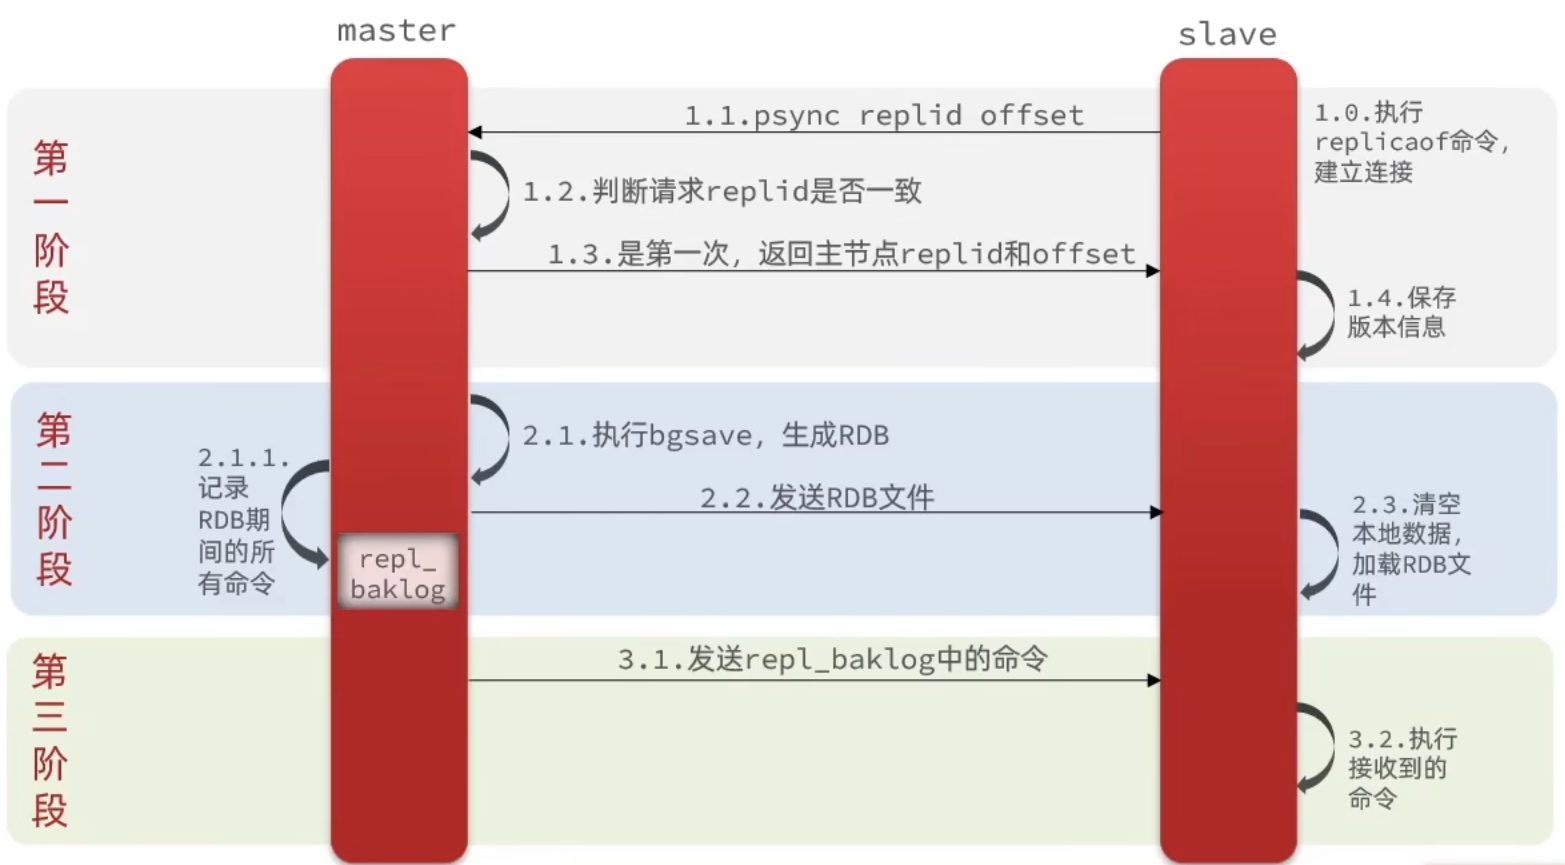 master
slave
第
一
阶
段
1.0.执行
replicaof命令，
建立连接
1.1.psync replid offset
1.2.判断请求replid是否一致
1.3.是第一次，返回主节点replid和offset
1.4.保存
版本信息
第
二
阶
段
2.1.执行bgsave，生成RDB
2.1.1.
记录
RDB期
间的所
有命令
repl_
baklog
2.2.发送RDB文件
2.3.清空
本地数据，
加载RDB文
件
第
三
阶
段
3.1.发送repl_baklog中的命令
3.2.执行
接收到的
命令